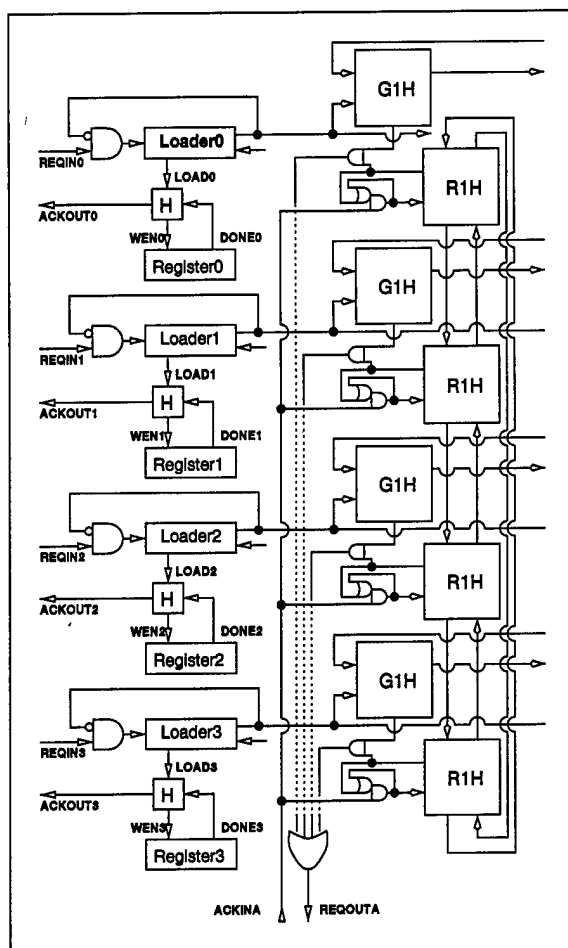 G1H
REQIN0
Loader0
LOAD0
ACKOUT0
H
R1H
WEN0
DONE0
Register0
G1H
REQIN1
Loader1
LOAD1
ACKOUT1
H
R1H
WEN1
DONE1
Register1
G1H
REQIN2
Loader2
LOAD2
ACKOUT2
H
R1H
WEN2
DONE2
Register2
G1H
REQIN3
Loader3
LOAD3
ACKOUT3
H
R1H
WEN3
DONE3
Register3
ACKINA
REQOUTA